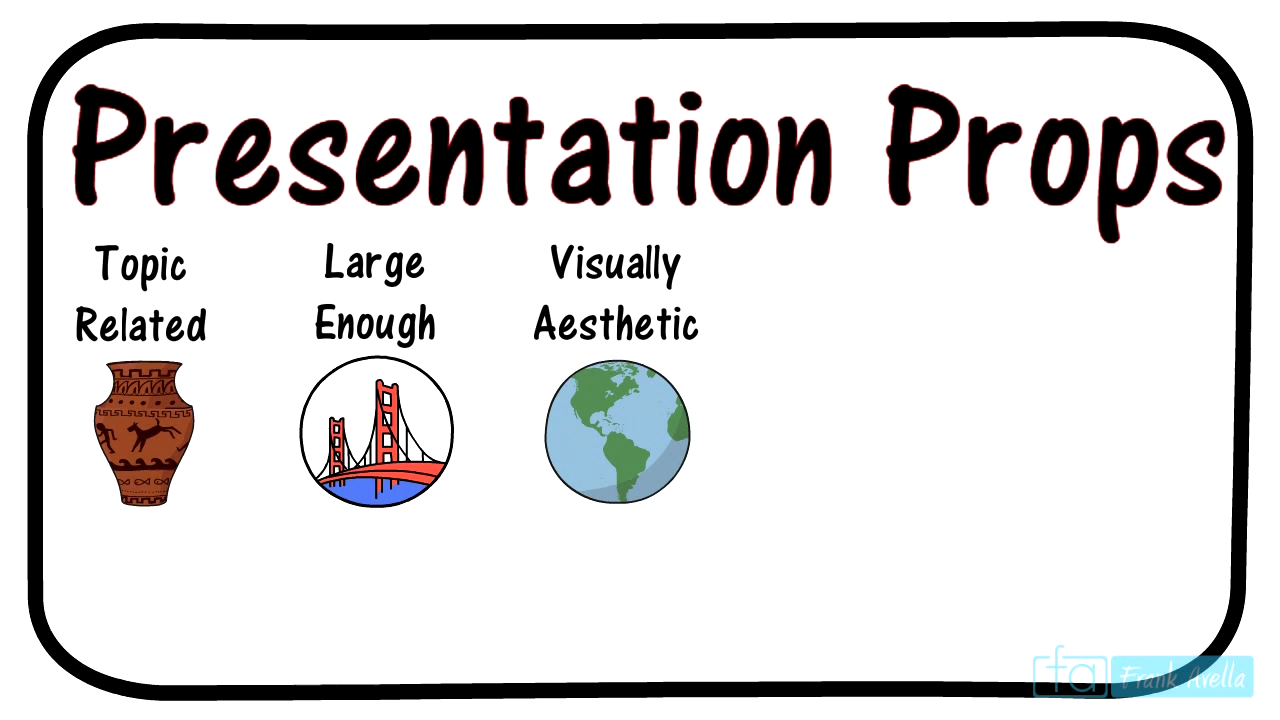 Presentation Props
Topic
Related
Large
Enough
Visually
Aesthetic
fa Frank Avella